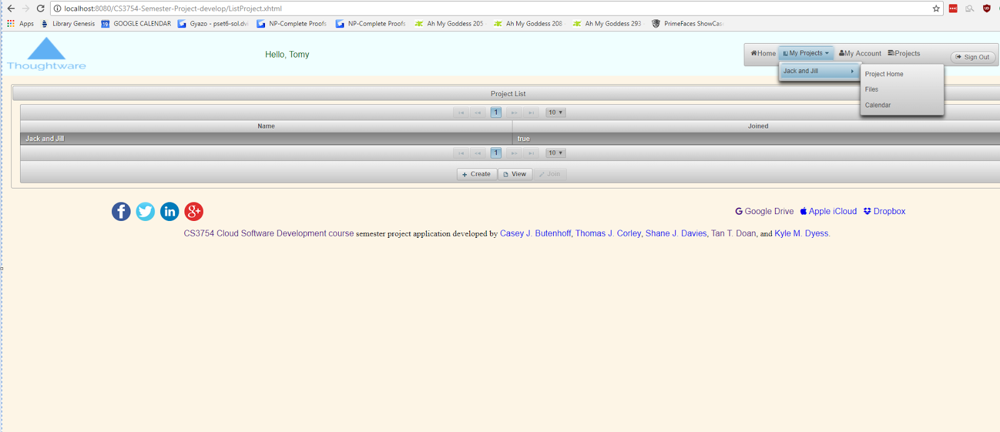 localhost:8080/CS3754-Semester-Project-develop/ListProject.xhtml
Apps Library Genesis 19 GOOGLE CALENDAR Gyazo - pset6-sol.dvi NP-Complete Proofs NP-Complete Proofs Ah My Goddess 205 Ah My Goddess 208 Ah My Goddess 293 PrimeFaces ShowCas
Thoughtware
Hello, Tomy
Home My Projects My Account Projects Sign Out
Jack and Jill
Project Home
Files
Calendar
Project List
1 10
Name Joined
Jack and Jill true
1 10
Create View Join
f in g+
G Google Drive Apple iCloud Dropbox
CS3754 Cloud Software Development course semester project application developed by Casey J. Butenhoff, Thomas J. Corley, Shane J. Davies, Tan T. Doan, and Kyle M. Dyess.